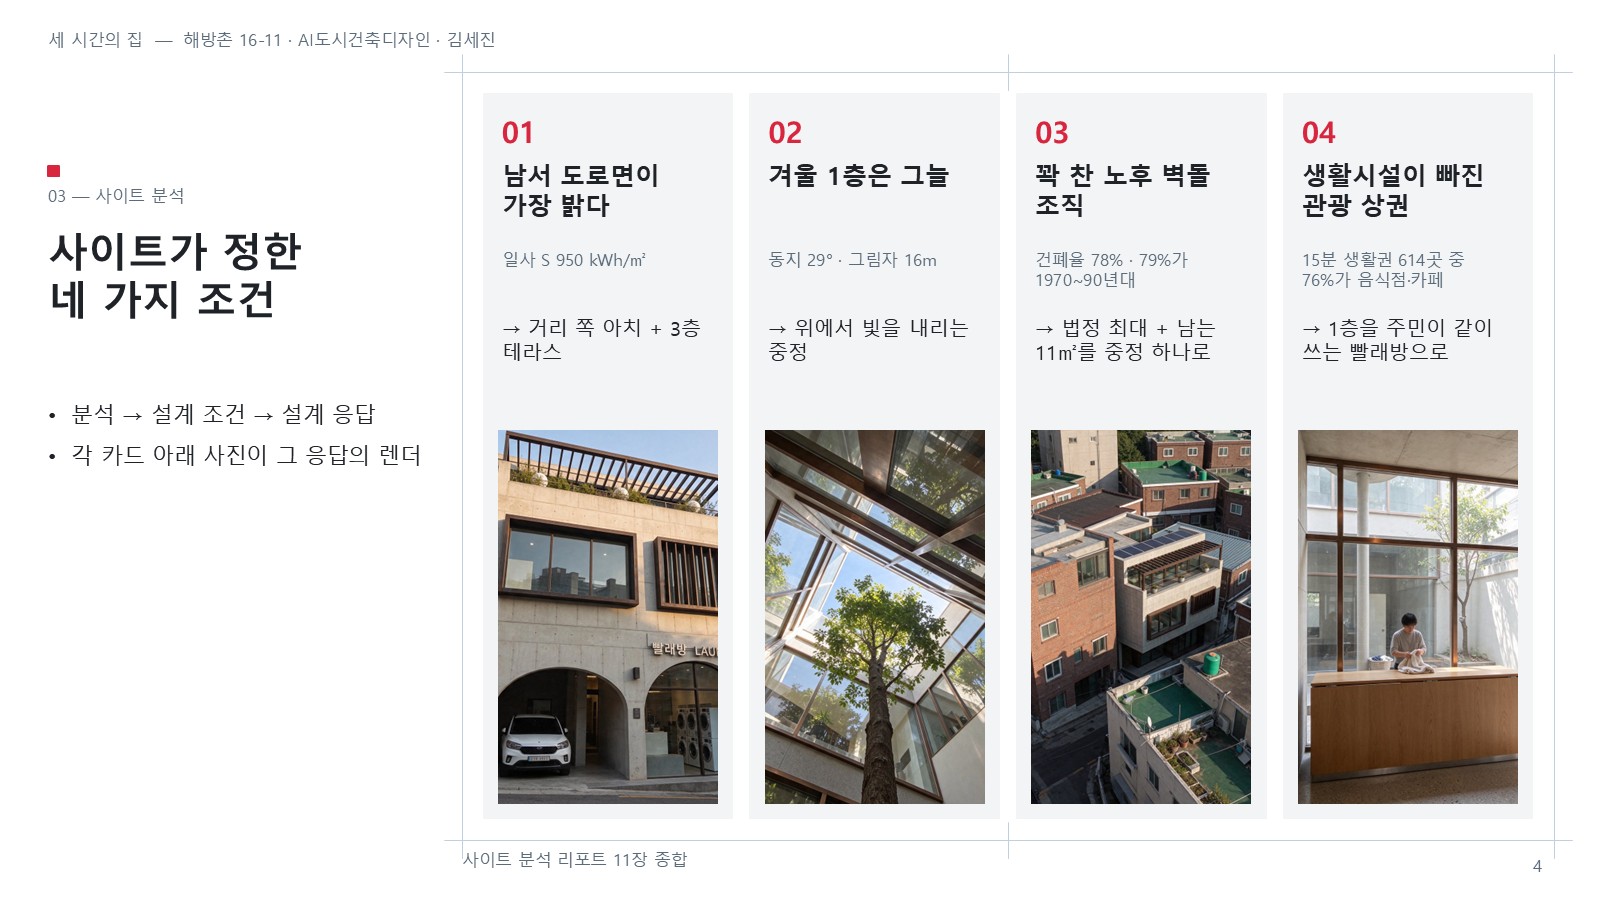 세 시간의 집 — 해방촌 16-11 · AI도시건축디자인 · 김세진
03 — 사이트 분석
사이트가 정한
네 가지 조건
• 분석 → 설계 조건 → 설계 응답
• 각 카드 아래 사진이 그 응답의 렌더
01
남서 도로면이
가장 밝다
일사 S 950 kWh/㎡
→ 거리 쪽 아치 + 3층
테라스
빨래방 LAU
02
겨울 1층은 그늘
동지 29° · 그림자 16m
→ 위에서 빛을 내리는
중정
03
꽉 찬 노후 벽돌
조직
건폐율 78% · 79%가
1970~90년대
→ 법정 최대 + 남는
11㎡를 중정 하나로
04
생활시설이 빠진
관광 상권
15분 생활권 614곳 중
76%가 음식점·카페
→ 1층을 주민이 같이
쓰는 빨래방으로
사이트 분석 리포트 11장 종합
4